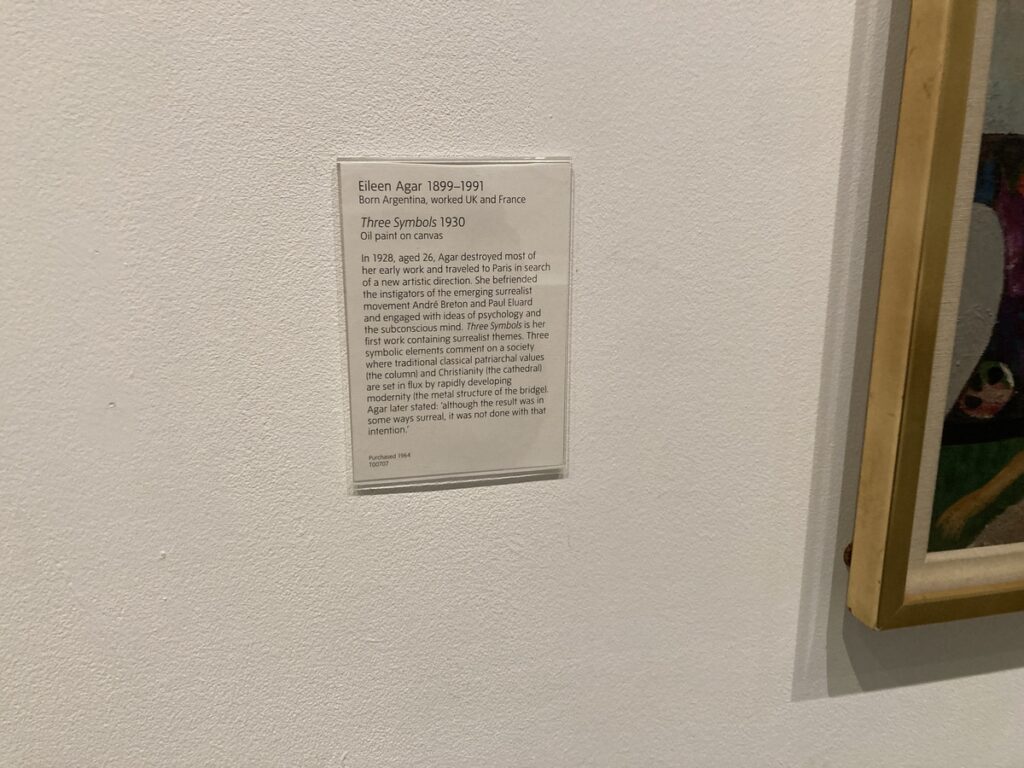 Eileen Agar 1899–1991
Born Argentina, worked UK and France
Three Symbols 1930
Oil paint on canvas
In 1928, aged 26, Agar destroyed most of
her early work and traveled to Paris in search
of a new artistic direction. She befriended
the instigators of the emerging surrealist
movement André Breton and Paul Eluard
and engaged with ideas of psychology and
the subconscious mind. Three Symbols is her
first work containing surrealist themes. Three
symbolic elements comment on a society
where traditional classical patriarchal values
(the column) and Christianity (the cathedral)
are set in flux by rapidly developing
modernity (the metal structure of the bridge).
Agar later stated: ‘although the result was in
some ways surreal, it was not done with that
intention.’
Purchased 1964
T00707